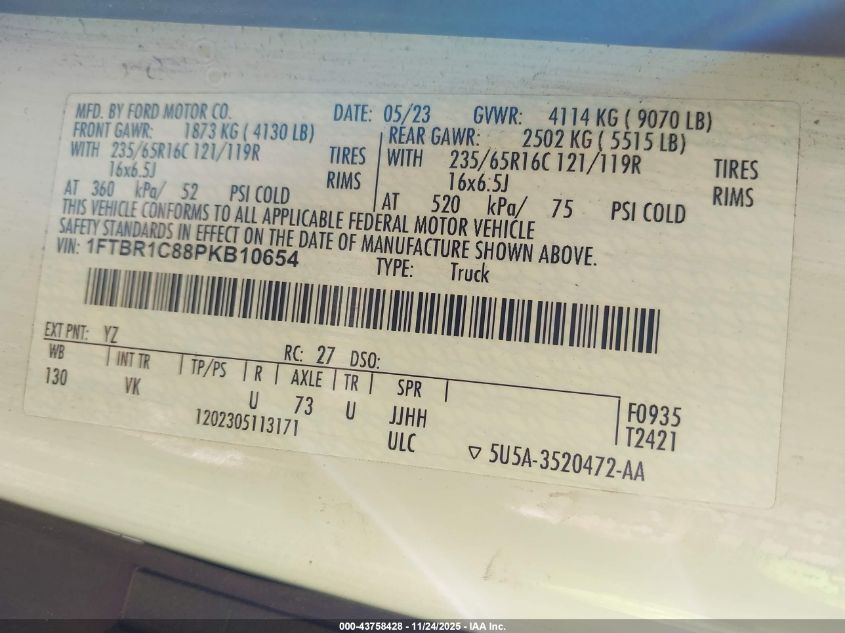 MFD. BY FORD MOTOR CO. DATE: 05/23 GVWR: 4114 KG ( 9070 LB)
FRONT GAWR: 1873 KG ( 4130 LB) REAR GAWR: 2502 KG ( 5515 LB)
WITH 235/65R16C 121/119R TIRES WITH 235/65R16C 121/119R TIRES
16x6.5J RIMS 16x6.5J RIMS
AT 360 kPa/ 52 PSI COLD AT 520 kPa/ 75 PSI COLD
THIS VEHICLE CONFORMS TO ALL APPLICABLE FEDERAL MOTOR VEHICLE
SAFETY STANDARDS IN EFFECT ON THE DATE OF MANUFACTURE SHOWN ABOVE.
VIN: 1FTBR1C88PKB10654 TYPE: Truck
EXT PNT: YZ RC: 27 DSO:
WB INT TR TP/PS R AXLE TR SPR
130 VK U 73 U JJHH F0935
1202305113171 ULC T2421
5U5A-3520472-AA
000-43758428 - 11/24/2025 - IAA Inc.